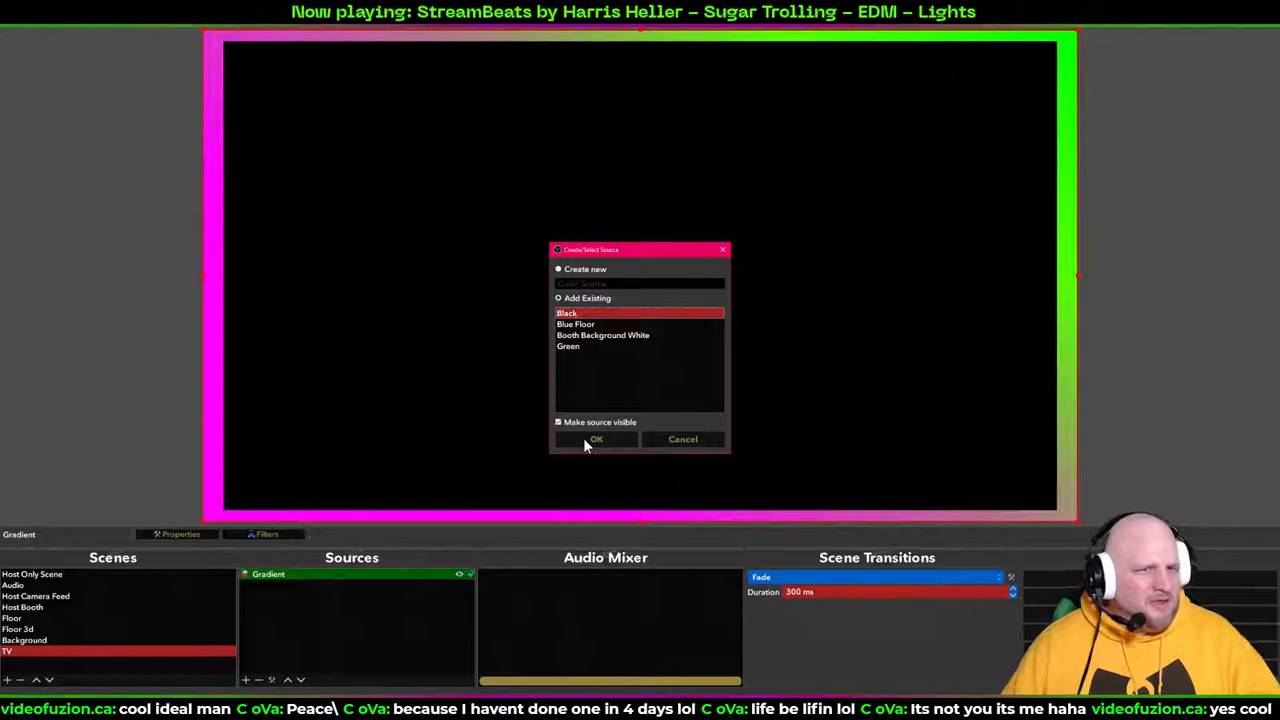 Now playing: StreamBeats by Harris Heller - Sugar Trolling - EDM - Lights
Create/Select Source
Create new
Color Source
Add Existing
Black
Blue Floor
Booth Background White
Green
Make source visible
OK
Cancel
Gradient
Properties
Filters
Scenes
Sources
Audio Mixer
Scene Transitions
Host Only Scene
Audio
Host Camera Feed
Host Booth
Floor
Floor 3d
Background
TV
Gradient
Fade
Duration 300 ms
videofuzion.ca: cool ideal man C oVa: Peace\ C oVa: because I havent done one in 4 days lol C oVa: life be lifin lol C oVa: Its not you its me haha videofuzion.ca: yes cool